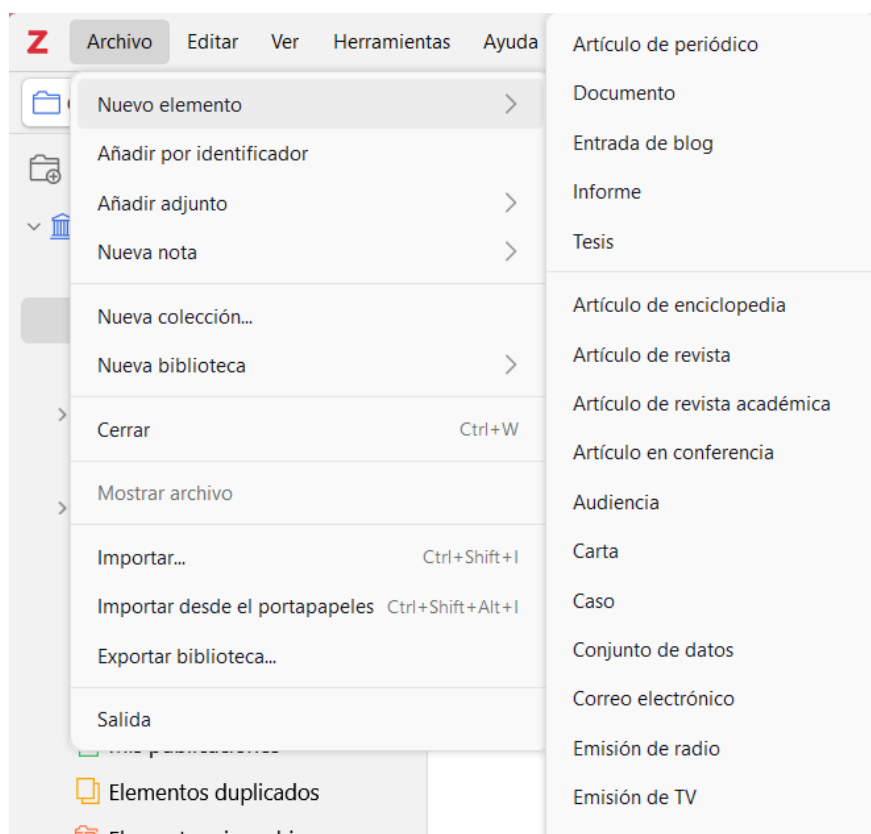 Z Archivo Editar Ver Herramientas Ayuda
Nuevo elemento
Añadir por identificador
Añadir adjunto
Nueva nota
Nueva colección...
Nueva biblioteca
Cerrar Ctrl+W
Mostrar archivo
Importar... Ctrl+Shift+I
Importar desde el portapapeles Ctrl+Shift+Alt+I
Exportar biblioteca...
Salida
Elementos duplicados
Artículo de periódico
Documento
Entrada de blog
Informe
Tesis
Artículo de enciclopedia
Artículo de revista
Artículo de revista académica
Artículo en conferencia
Audiencia
Carta
Caso
Conjunto de datos
Correo electrónico
Emisión de radio
Emisión de TV